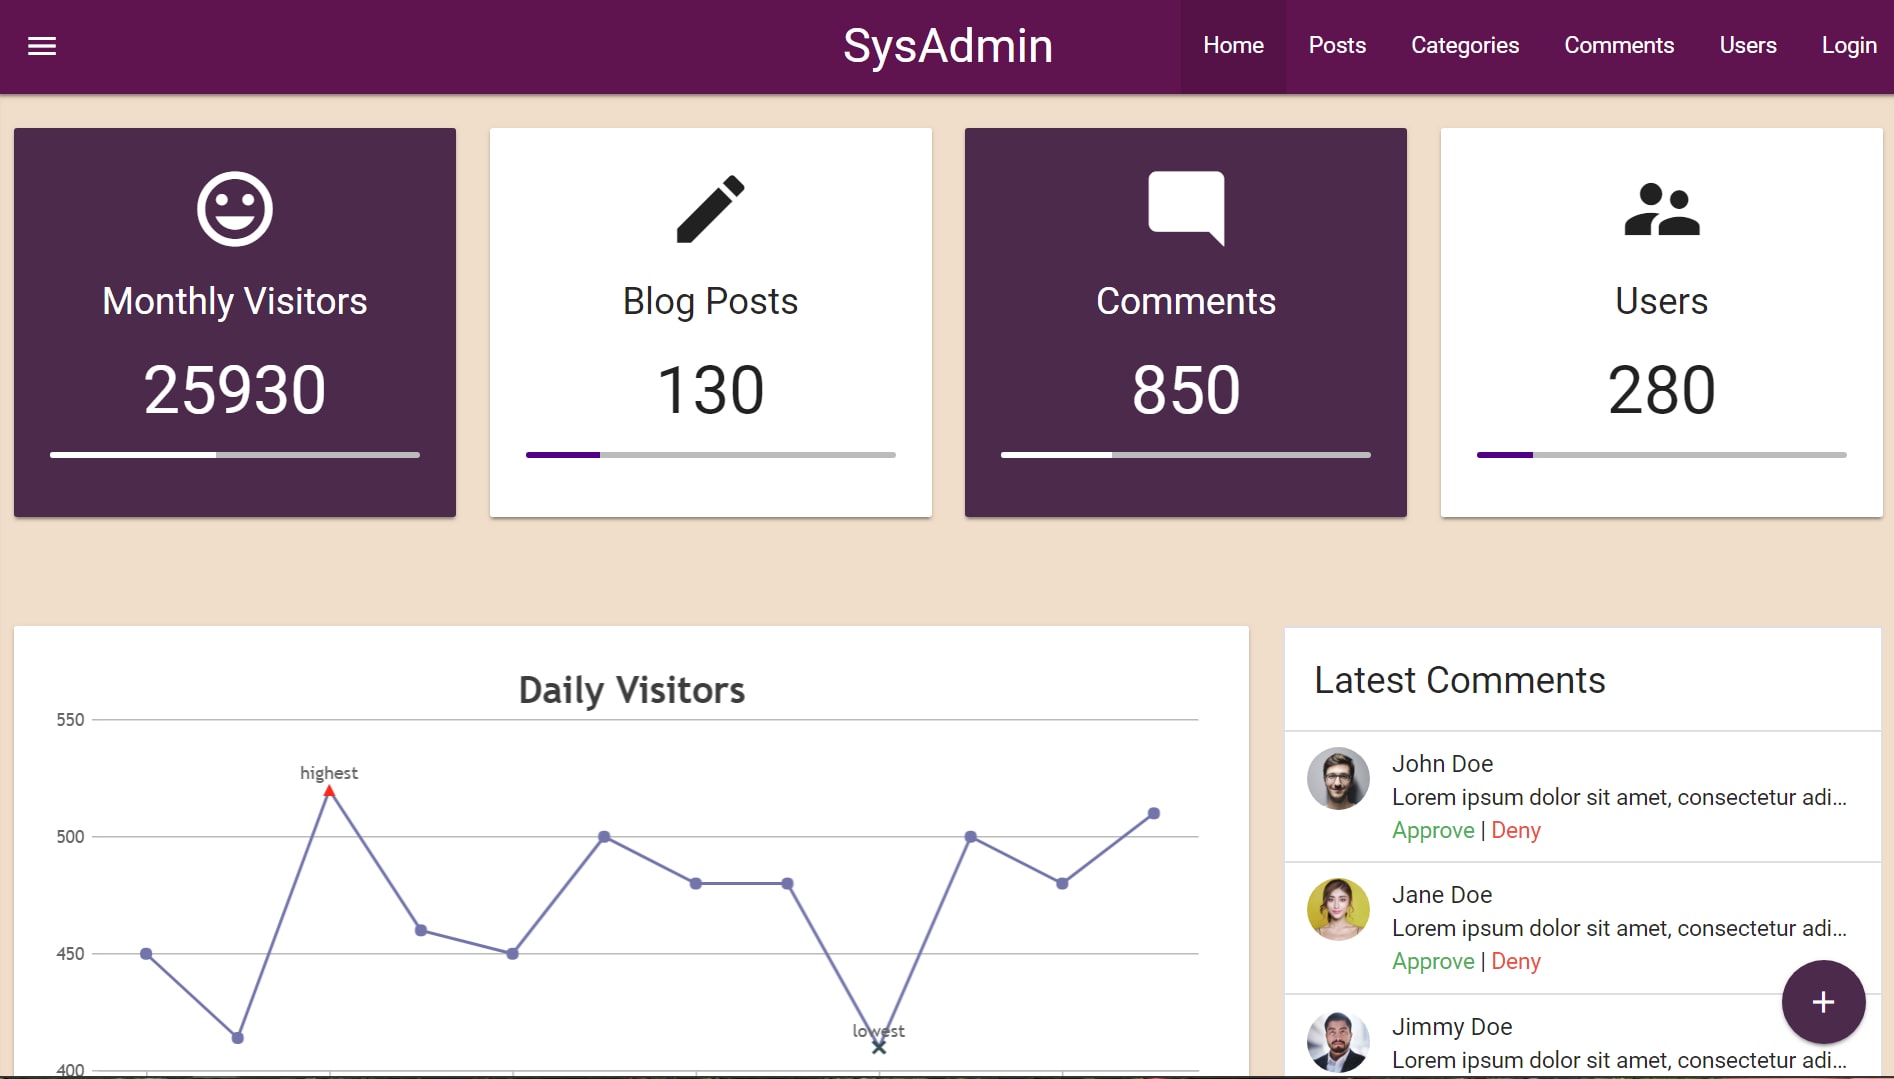 SysAdmin
Home Posts Categories Comments Users Login
Monthly Visitors
25930
Blog Posts
130
Comments
850
Users
280
Daily Visitors
550
highest
500
450
lowest
400
Latest Comments
John Doe
Lorem ipsum dolor sit amet, consectetur adi...
Approve | Deny
Jane Doe
Lorem ipsum dolor sit amet, consectetur adi...
Approve | Deny
Jimmy Doe
Lorem ipsum dolor sit amet, consectetur adi...